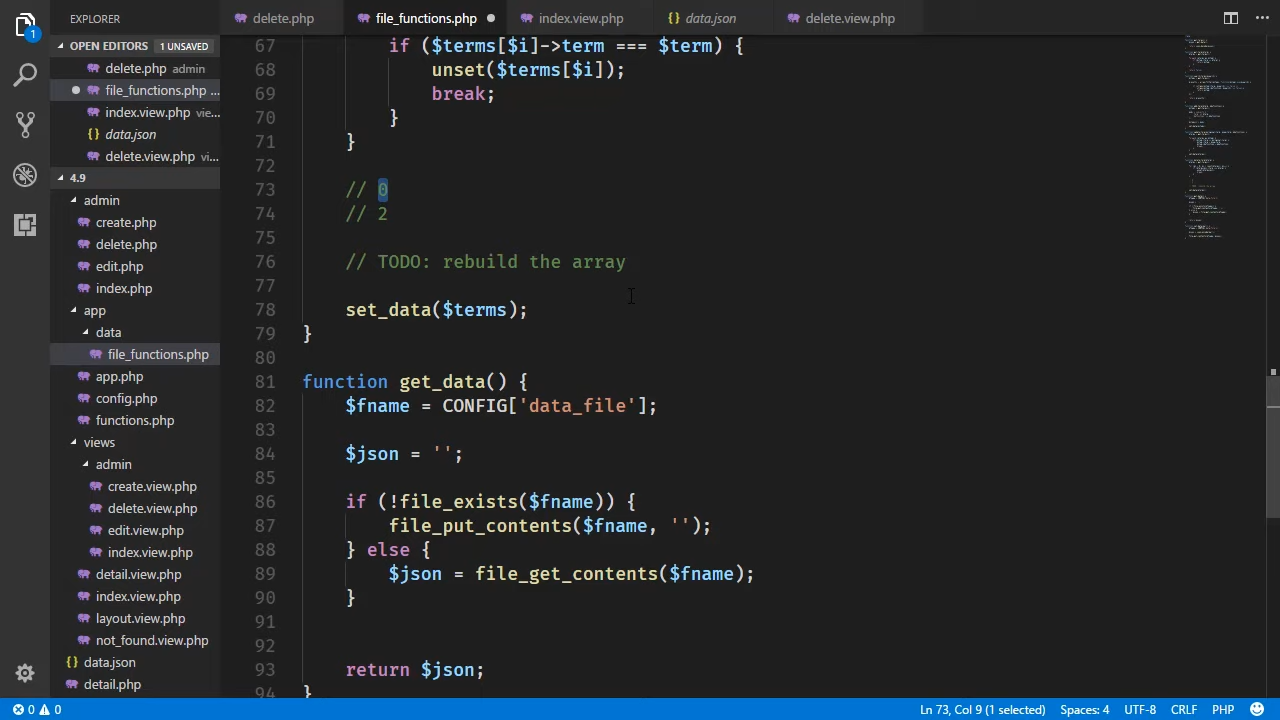 EXPLORER
delete.php
file_functions.php
index.view.php
{} data.json
delete.view.php
1
OPEN EDITORS 1 UNSAVED
delete.php admin
file_functions.php ...
index.view.php vie...
{} data.json
delete.view.php vi...
4.9
admin
create.php
delete.php
edit.php
index.php
app
data
file_functions.php
app.php
config.php
functions.php
views
admin
create.view.php
delete.view.php
edit.view.php
index.view.php
detail.view.php
index.view.php
layout.view.php
not_found.view.php
{} data.json
detail.php
67 if ($terms[$i]->term === $term) {
68 unset($terms[$i]);
69 break;
70 }
71 }
72
73 // 0
74 // 2
75
76 // TODO: rebuild the array
77
78 set_data($terms);
79 }
80
81 function get_data() {
82 $fname = CONFIG['data_file'];
83
84 $json = '';
85
86 if (!file_exists($fname)) {
87 file_put_contents($fname, '');
88 } else {
89 $json = file_get_contents($fname);
90 }
91
92
93 return $json;
94 }
0 0
Ln 73, Col 9 (1 selected) Spaces: 4 UTF-8 CRLF PHP